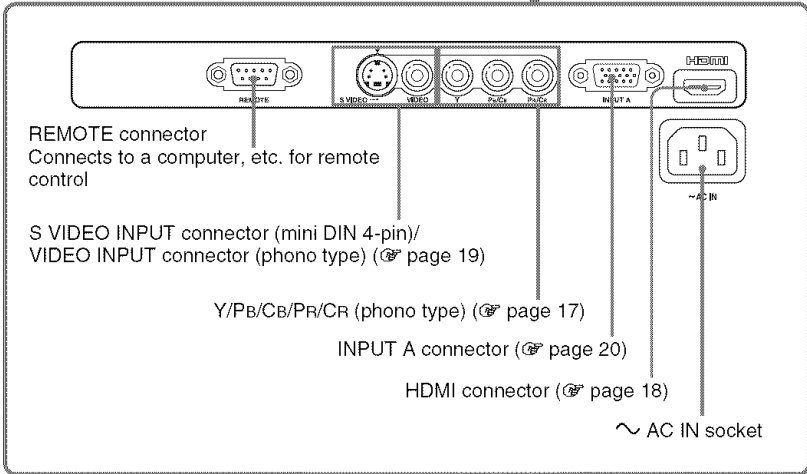 HDMI
REMOTE
S VIDEO
VIDEO
Y
PB/CB
PR/CR
INPUT A
REMOTE connector
Connects to a computer, etc. for remote
control
~AC IN
S VIDEO INPUT connector (mini DIN 4-pin)/
VIDEO INPUT connector (phono type) (☞ page 19)
Y/PB/CB/PR/CR (phono type) (☞ page 17)
INPUT A connector (☞ page 20)
HDMI connector (☞ page 18)
~ AC IN socket